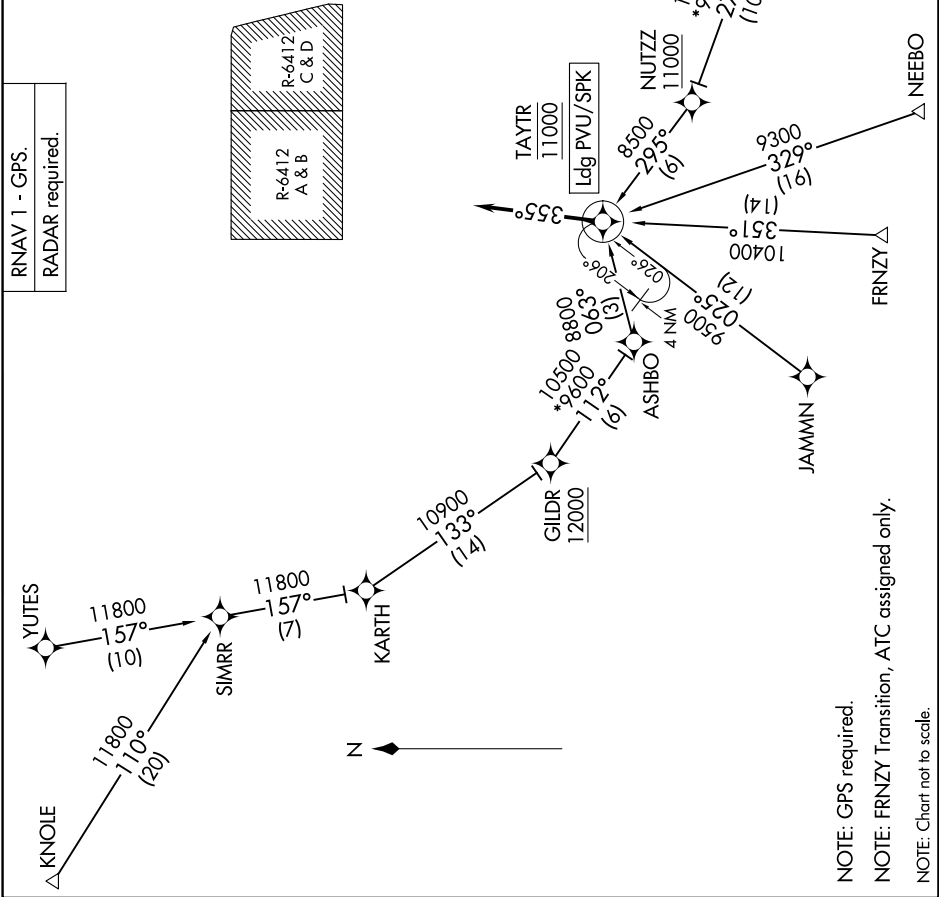 RNAV 1 - GPS.
RADAR required.
R-6412
A & B
R-6412
C & D
YUTES
11800
157°
(10)
KNOLE
11800
110°
(20)
SIMRR
11800
157°
(7)
KARTH
10900
133°
(14)
GILDR
12000
10500
*9600
112°
(6)
ASHBO
8800
063°
(3)
TAYTR
11000
Ldg PVU/SPK
355°
206°
026°
4 NM
NUTZZ
11000
8500
295°
(6)
NEEBO
9300
329°
(16)
FRNZY
10400
351°
(14)
JAMMN
9500
025°
(12)
N
NOTE: GPS required.
NOTE: FRNZY Transition, ATC assigned only.
NOTE: Chart not to scale.